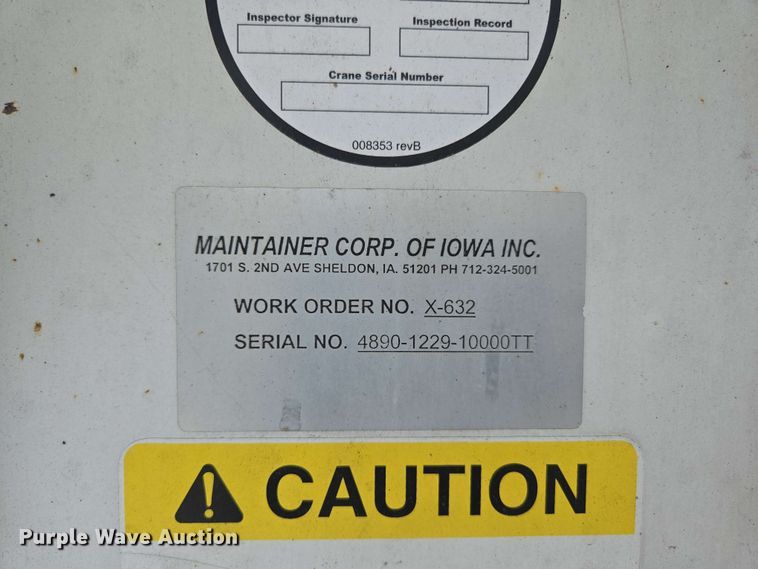 Inspector Signature Inspection Record
Crane Serial Number
008353 revB
MAINTAINER CORP. OF IOWA INC.
1701 S. 2ND AVE SHELDON, IA. 51201 PH 712-324-5001
WORK ORDER NO. X-632
SERIAL NO. 4890-1229-10000TT
CAUTION
Purple Wave Auction